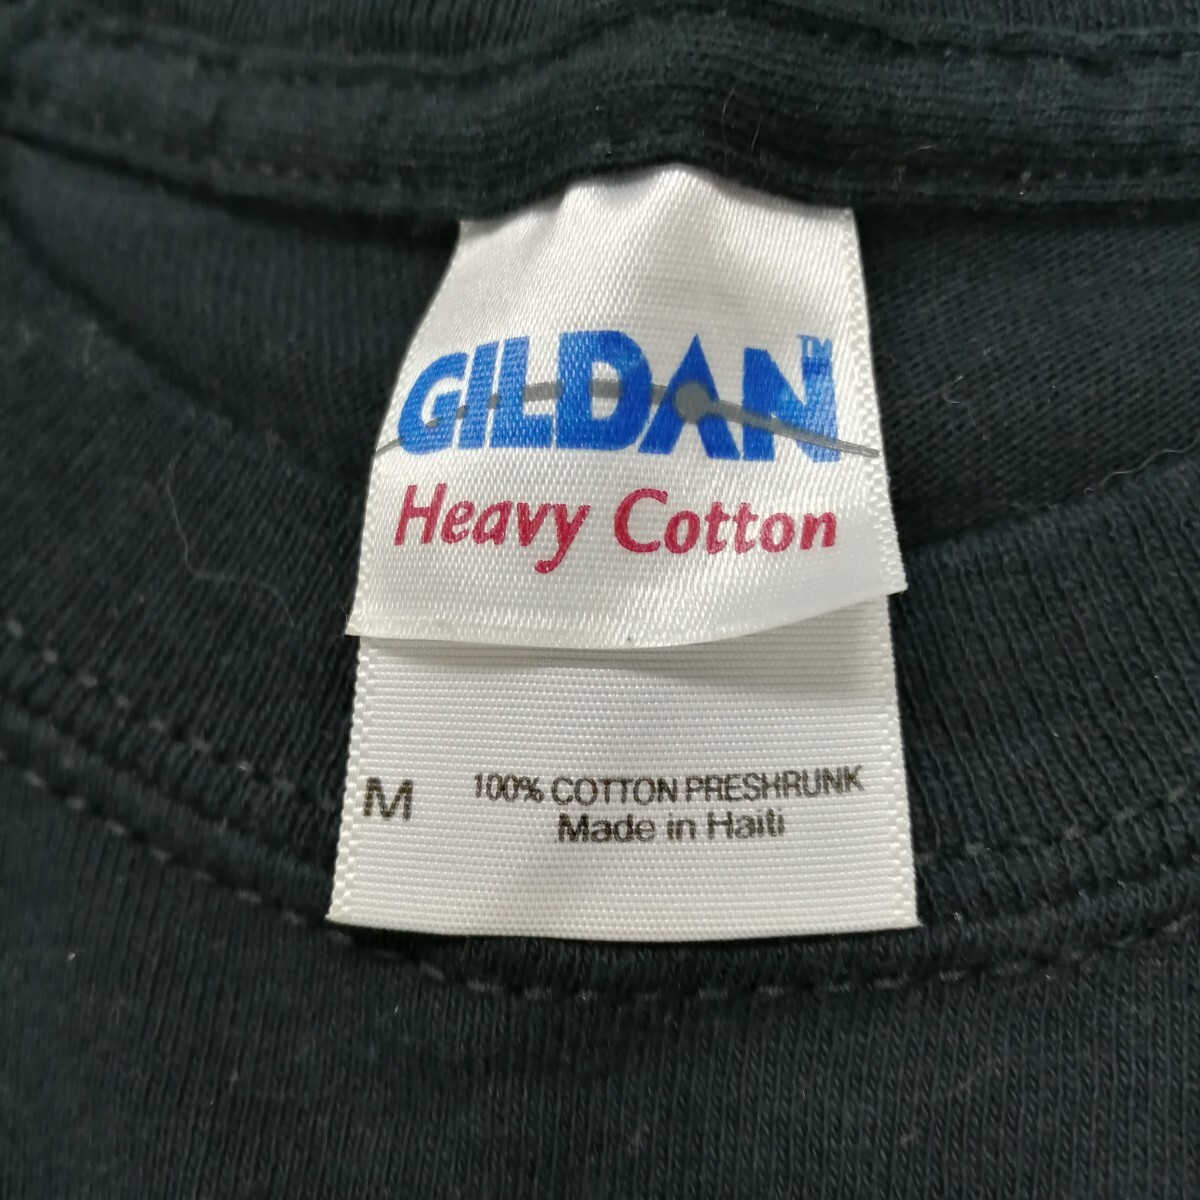 GILDAN™
Heavy Cotton
M 100% COTTON PRESHRUNK
Made in Haiti